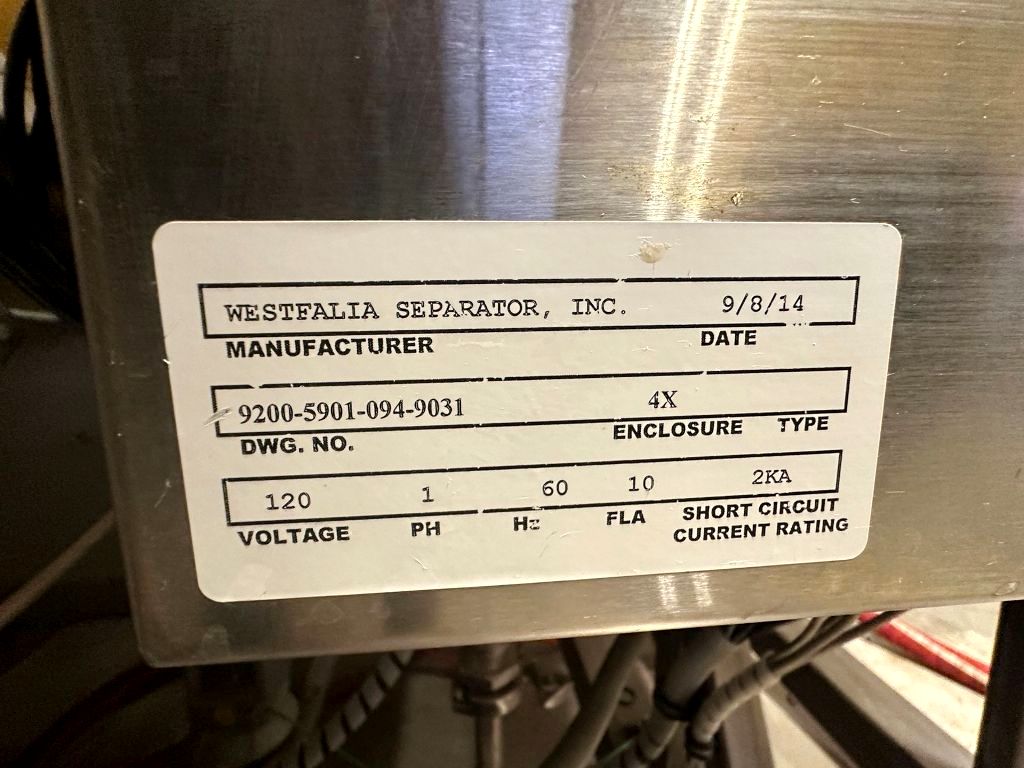 WESTFALIA SEPARATOR, INC. 9/8/14
MANUFACTURER DATE
9200-5901-094-9031 4X
DWG. NO. ENCLOSURE TYPE
120 1 60 10 2KA
VOLTAGE PH Hz FLA SHORT CIRCUIT
CURRENT RATING